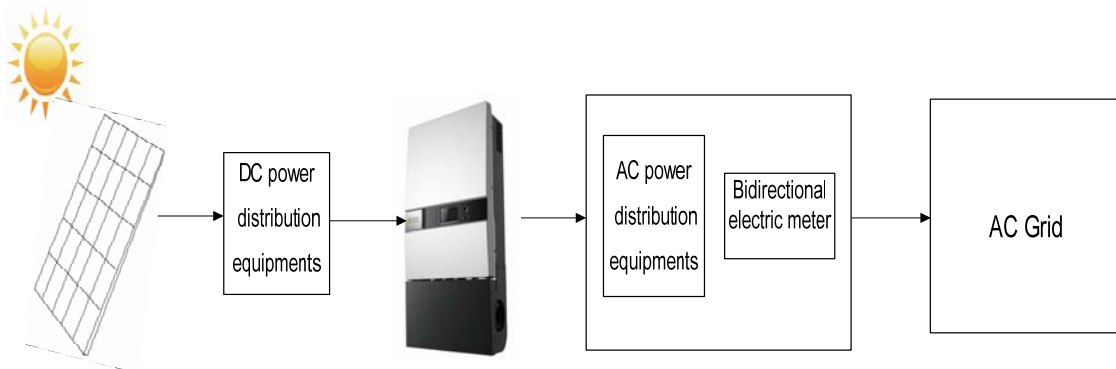 DC power
distribution
equipments
AC power
distribution
equipments
Bidirectional
electric meter
AC Grid